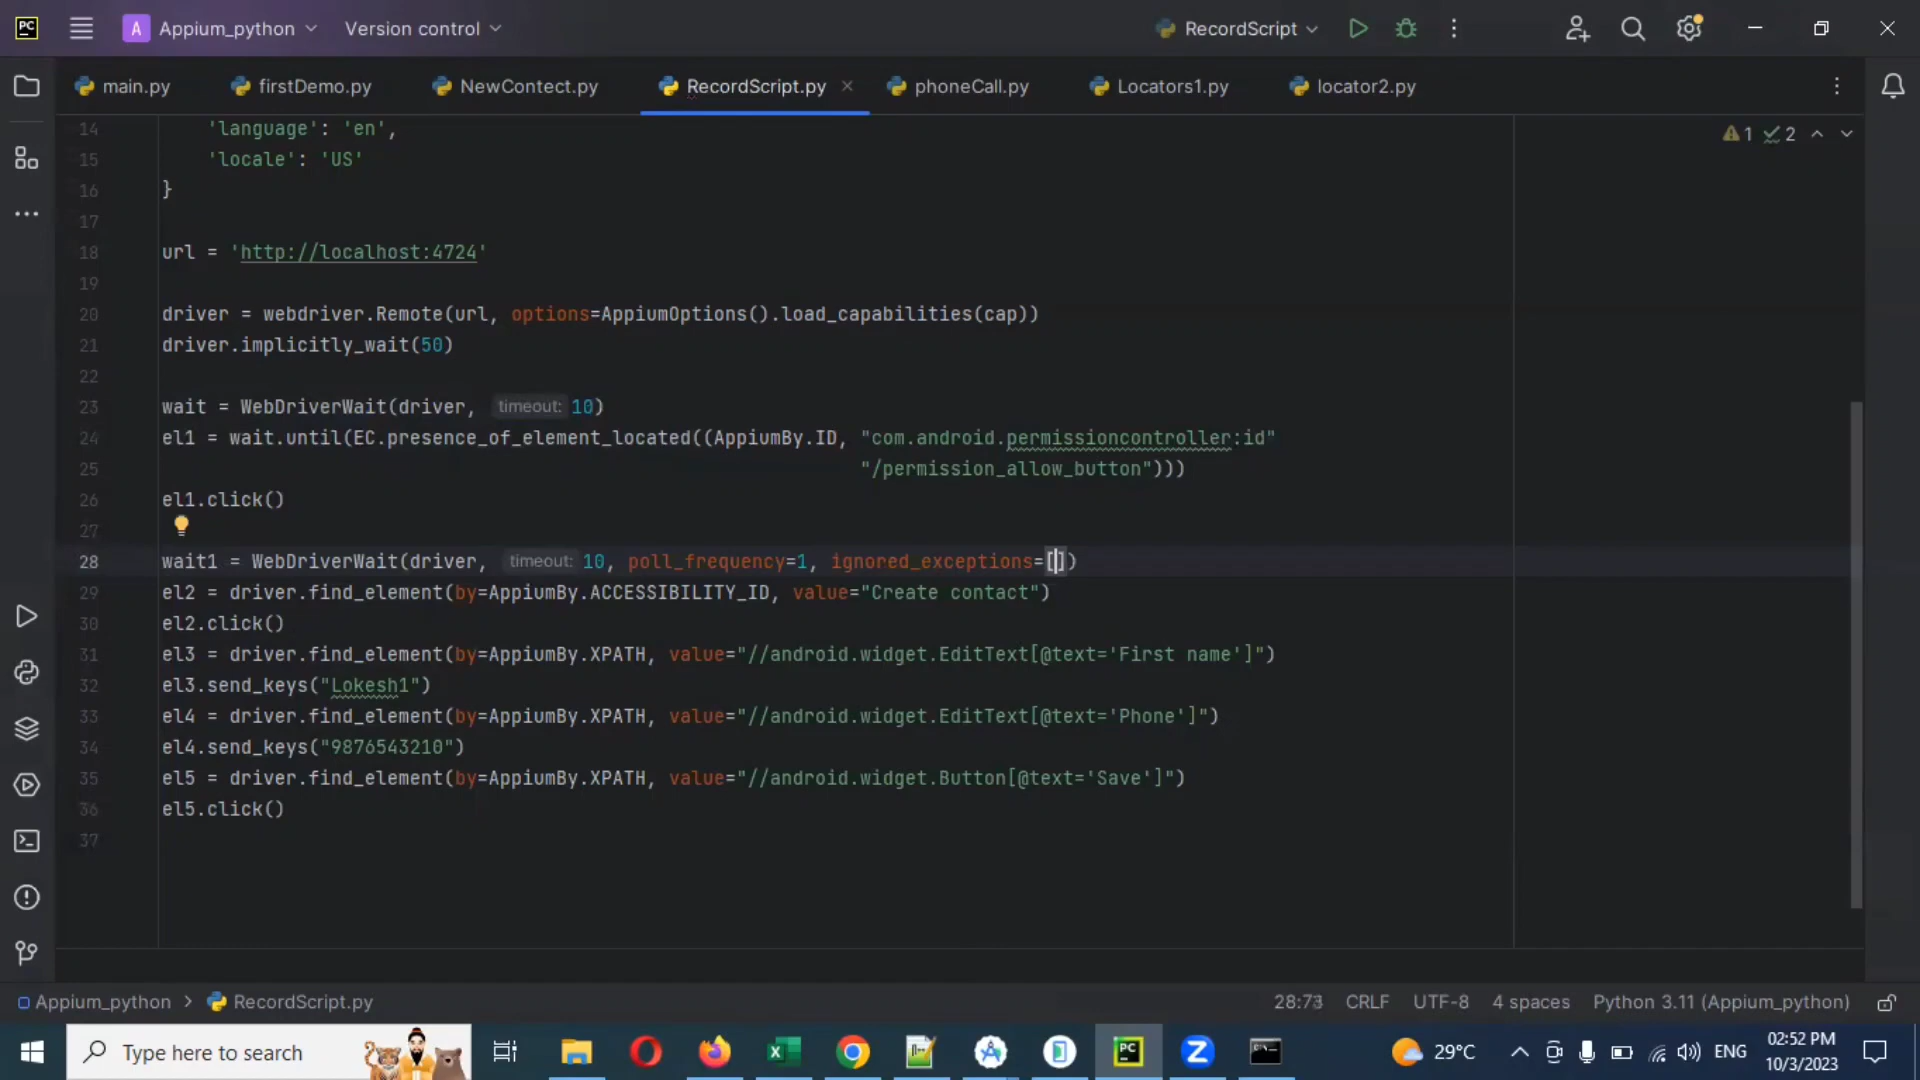 PC A Appium_python Version control RecordScript
main.py firstDemo.py NewContect.py RecordScript.py phoneCall.py Locators1.py locator2.py
1 2
14 'language': 'en',
15 'locale': 'US'
16 }
17
18 url = 'http://localhost:4724'
19
20 driver = webdriver.Remote(url, options=AppiumOptions().load_capabilities(cap))
21 driver.implicitly_wait(50)
22
23 wait = WebDriverWait(driver, timeout: 10)
24 el1 = wait.until(EC.presence_of_element_located((AppiumBy.ID, "com.android.permissioncontroller:id"
25 "/permission_allow_button")))
26 el1.click()
27
28 wait1 = WebDriverWait(driver, timeout: 10, poll_frequency=1, ignored_exceptions=[])
29 el2 = driver.find_element(by=AppiumBy.ACCESSIBILITY_ID, value="Create contact")
30 el2.click()
31 el3 = driver.find_element(by=AppiumBy.XPATH, value="//android.widget.EditText[@text='First name']")
32 el3.send_keys("Lokesh1")
33 el4 = driver.find_element(by=AppiumBy.XPATH, value="//android.widget.EditText[@text='Phone']")
34 el4.send_keys("9876543210")
35 el5 = driver.find_element(by=AppiumBy.XPATH, value="//android.widget.Button[@text='Save']")
36 el5.click()
37
Appium_python > RecordScript.py 28:73 CRLF UTF-8 4 spaces Python 3.11 (Appium_python)
Type here to search PC 29°C ENG 02:52 PM
10/3/2023